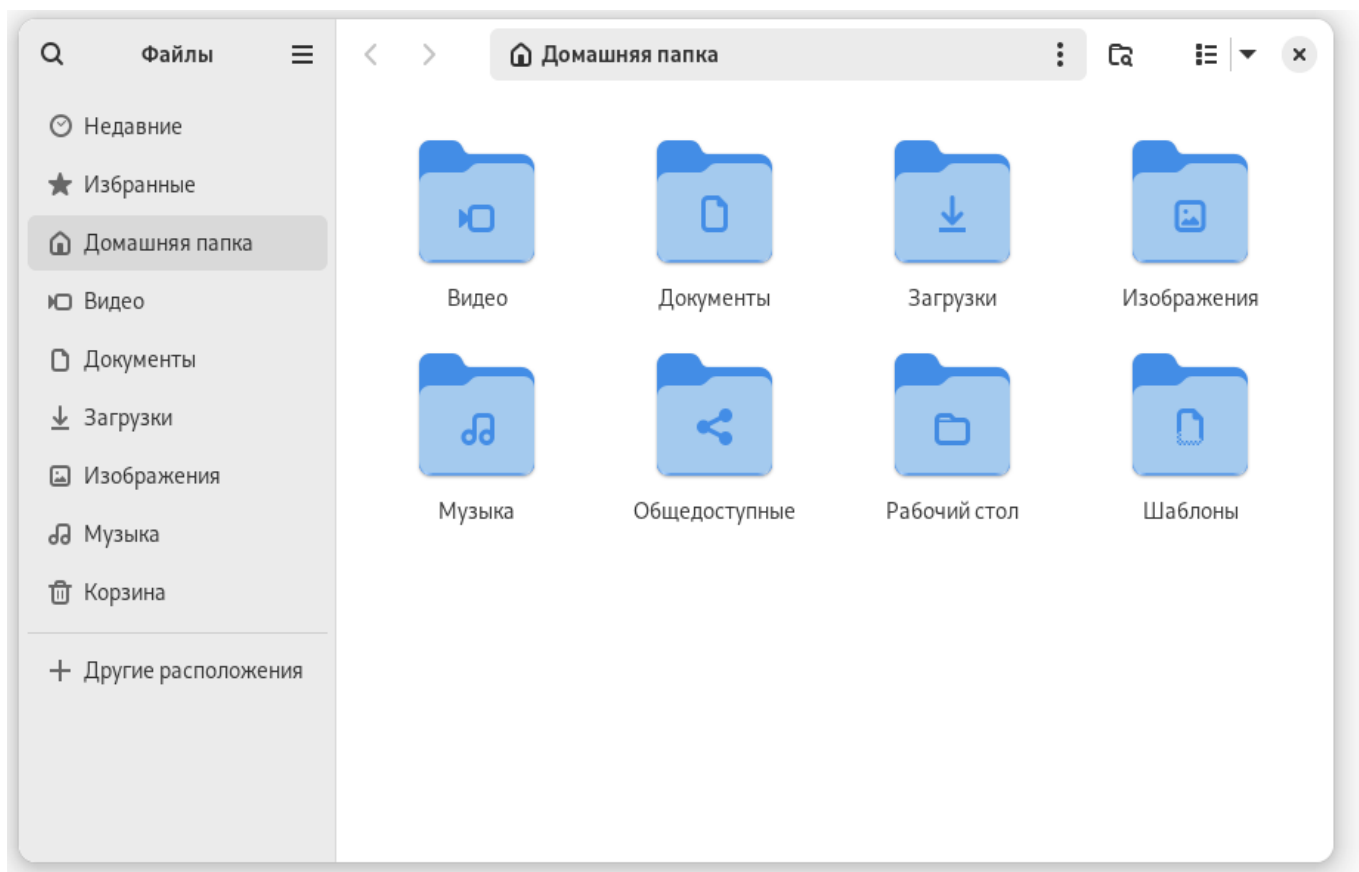 Файлы
Домашняя папка
Недавние
Избранные
Домашняя папка
Видео
Документы
Загрузки
Изображения
Музыка
Корзина
Другие расположения
Видео
Документы
Загрузки
Изображения
Музыка
Общедоступные
Рабочий стол
Шаблоны